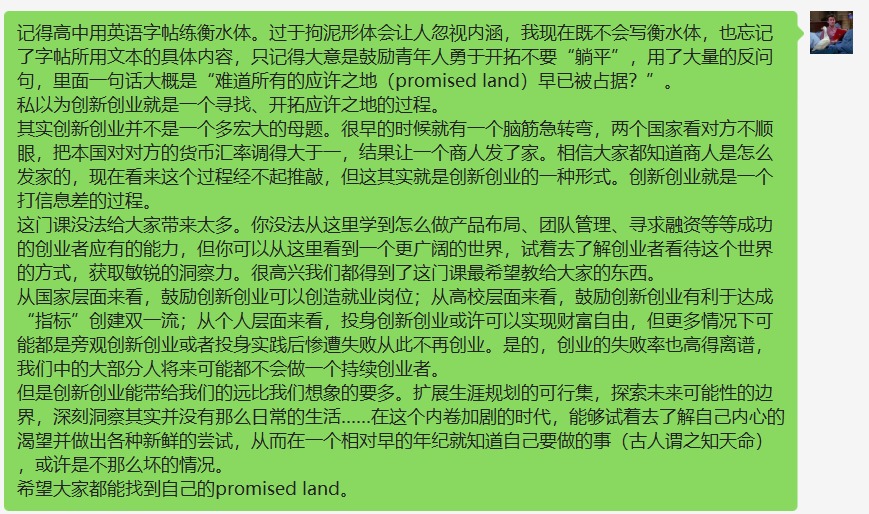 记得高中用英语字帖练衡水体。过于拘泥形体会让人忽视内涵，我现在既不会写衡水体，也忘记
了字帖所用文本的具体内容，只记得大意是鼓励青年人勇于开拓不要“躺平”，用了大量的反问
句，里面一句话大概是“难道所有的应许之地（promised land）早已被占据？”。
私以为创新创业就是一个寻找、开拓应许之地的过程。
其实创新创业并不是一个多宏大的母题。很早的时候就有一个脑筋急转弯，两个国家看对方不顺
眼，把本国对对方的货币汇率调得大于一，结果让一个商人发了家。相信大家都知道商人是怎么
发家的，现在看来这个过程经不起推敲，但这其实就是创新创业的一种形式。创新创业就是一个
打信息差的过程。
这门课没法给大家带来太多。你没法从这里学到怎么做产品布局、团队管理、寻求融资等等成功
的创业者应有的能力，但你可以从这里看到一个更广阔的世界，试着去了解创业者看待这个世界
的方式，获取敏锐的洞察力。很高兴我们都得到了这门课最希望教给大家的东西。
从国家层面来看，鼓励创新创业可以创造就业岗位；从高校层面来看，鼓励创新创业有利于达成
“指标”创建双一流；从个人层面来看，投身创新创业或许可以实现财富自由，但更多情况下可
能都是旁观创新创业或者投身实践后惨遭失败从此不再创业。是的，创业的失败率也高得离谱，
我们中的大部分人将来可能都不会做一个持续创业者。
但是创新创业能带给我们的远比我们想象的要多。扩展生涯规划的可行集，探索未来可能性的边
界，深刻洞察其实并没有那么日常的生活......在这个内卷加剧的时代，能够试着去了解自己内心的
渴望并做出各种新鲜的尝试，从而在一个相对早的年纪就知道自己要做的事（古人谓之知天命）
，或许是不那么坏的情况。
希望大家都能找到自己的promised land。